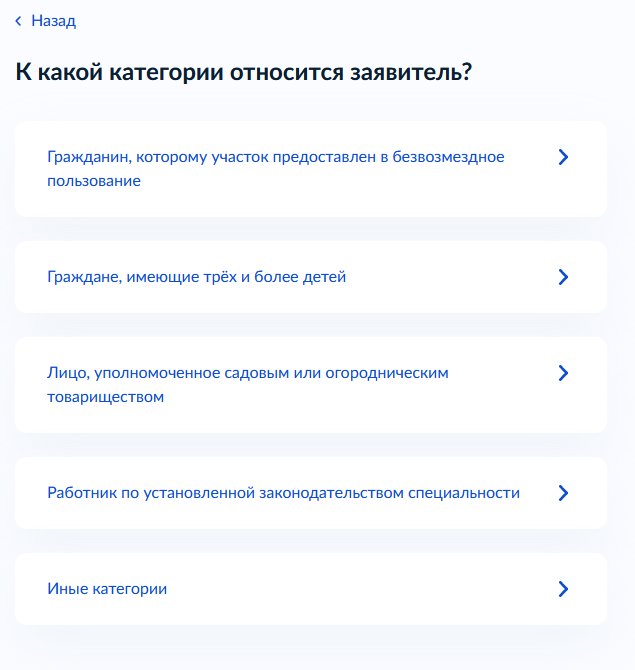 Назад
К какой категории относится заявитель?
Гражданин, которому участок предоставлен в безвозмездное
пользование
Граждане, имеющие трёх и более детей
Лицо, уполномоченное садовым или огородническим
товариществом
Работник по установленной законодательством специальности
Иные категории